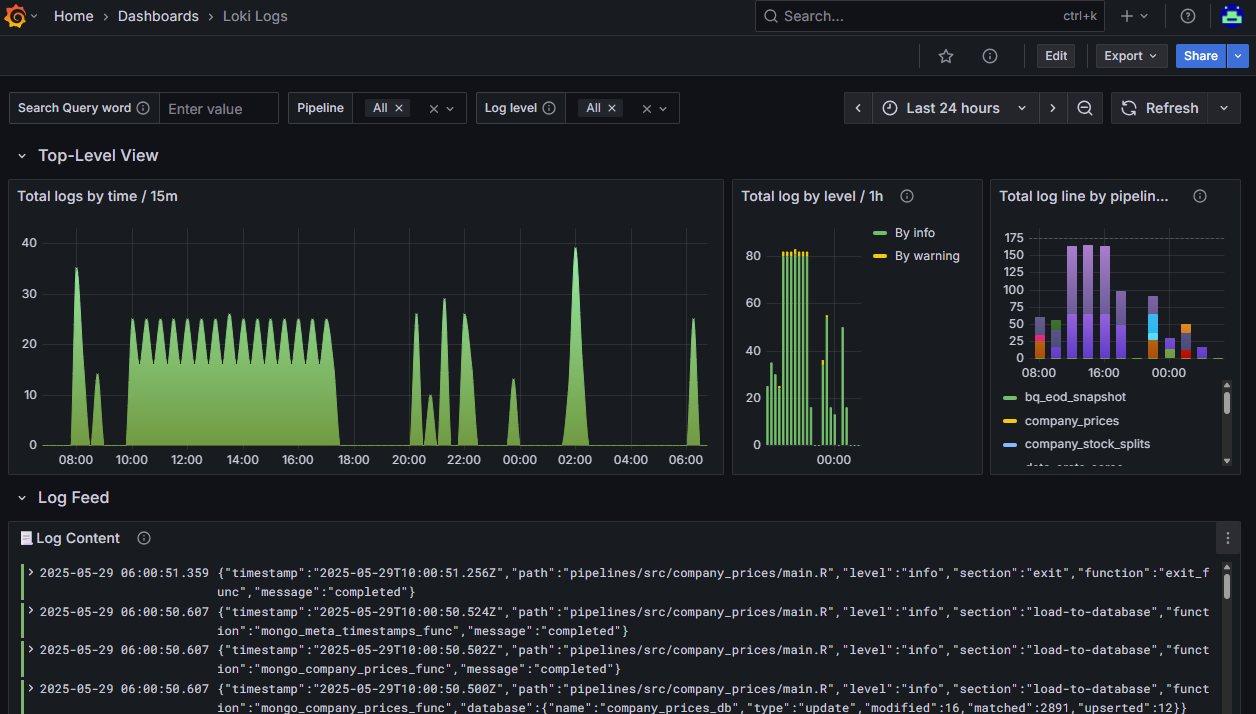 Home › Dashboards › Loki Logs
Search... ctrl+k
Edit Export Share
Search Query word Enter value Pipeline All Log level All Last 24 hours Refresh
Top-Level View
Total logs by time / 15m
40
30
20
10
0
08:00 10:00 12:00 14:00 16:00 18:00 20:00 22:00 00:00 02:00 04:00 06:00
Total log by level / 1h
80
60
40
20
0
00:00
By info
By warning
Total log line by pipelin...
175
150
125
100
75
50
25
0
08:00 16:00 00:00
bq_eod_snapshot
company_prices
company_stock_splits
Log Feed
Log Content
2025-05-29 06:00:51.359 {"timestamp":"2025-05-29T10:00:51.256Z","path":"pipelines/src/company_prices/main.R","level":"info","section":"exit","function":"exit_f
unc","message":"completed"}
2025-05-29 06:00:50.607 {"timestamp":"2025-05-29T10:00:50.524Z","path":"pipelines/src/company_prices/main.R","level":"info","section":"load-to-database","funct
ion":"mongo_meta_timestamps_func","message":"completed"}
2025-05-29 06:00:50.607 {"timestamp":"2025-05-29T10:00:50.502Z","path":"pipelines/src/company_prices/main.R","level":"info","section":"load-to-database","funct
ion":"mongo_company_prices_func","message":"completed"}
2025-05-29 06:00:50.607 {"timestamp":"2025-05-29T10:00:50.500Z","path":"pipelines/src/company_prices/main.R","level":"info","section":"load-to-database","funct
ion":"mongo_company_prices_func","database":{"name":"company_prices_db","type":"update","modified":16,"matched":2891,"upserted":12}}